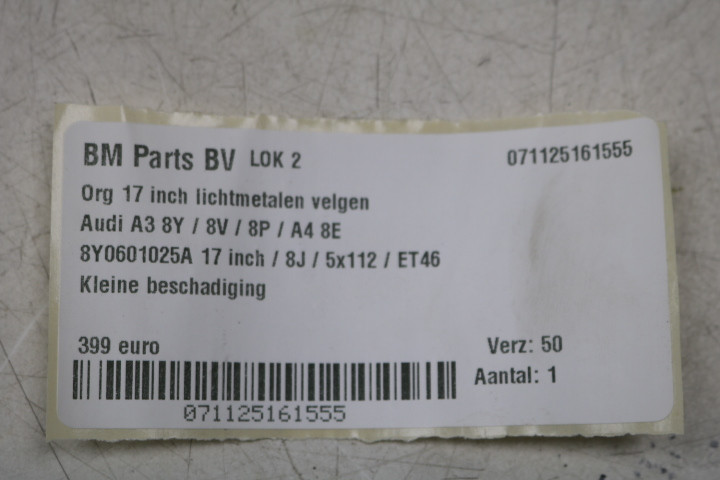 BM Parts BV LOK 2 071125161555
Org 17 inch lichtmetalen velgen
Audi A3 8Y / 8V / 8P / A4 8E
8Y0601025A 17 inch / 8J / 5x112 / ET46
Kleine beschadiging
399 euro Verz: 50
Aantal: 1
071125161555